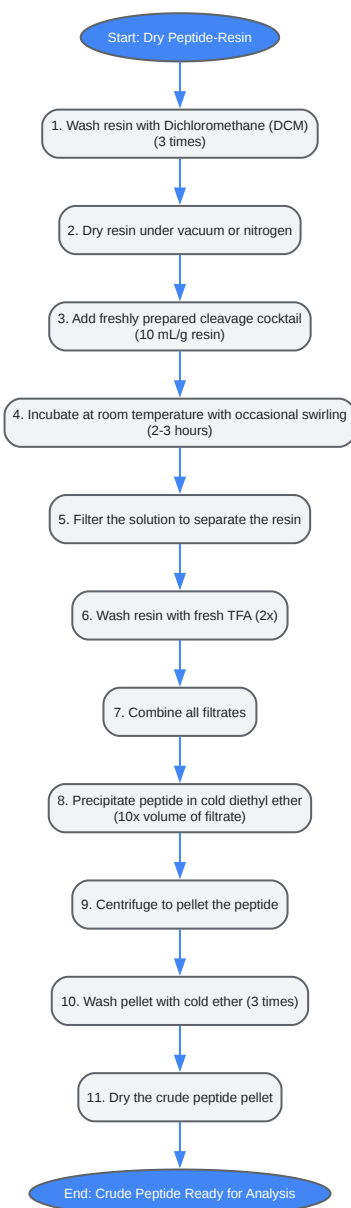 Start: Dry Peptide-Resin
1. Wash resin with Dichloromethane (DCM)
(3 times)
2. Dry resin under vacuum or nitrogen
3. Add freshly prepared cleavage cocktail
(10 mL/g resin)
4. Incubate at room temperature with occasional swirling
(2-3 hours)
5. Filter the solution to separate the resin
6. Wash resin with fresh TFA (2x)
7. Combine all filtrates
8. Precipitate peptide in cold diethyl ether
(10x volume of filtrate)
9. Centrifuge to pellet the peptide
10. Wash pellet with cold ether (3 times)
11. Dry the crude peptide pellet
End: Crude Peptide Ready for Analysis